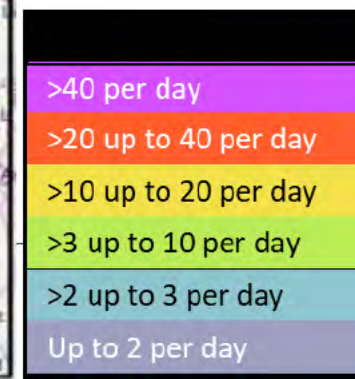 >40 per day
>20 up to 40 per day
>10 up to 20 per day
>3 up to 10 per day
>2 up to 3 per day
Up to 2 per day